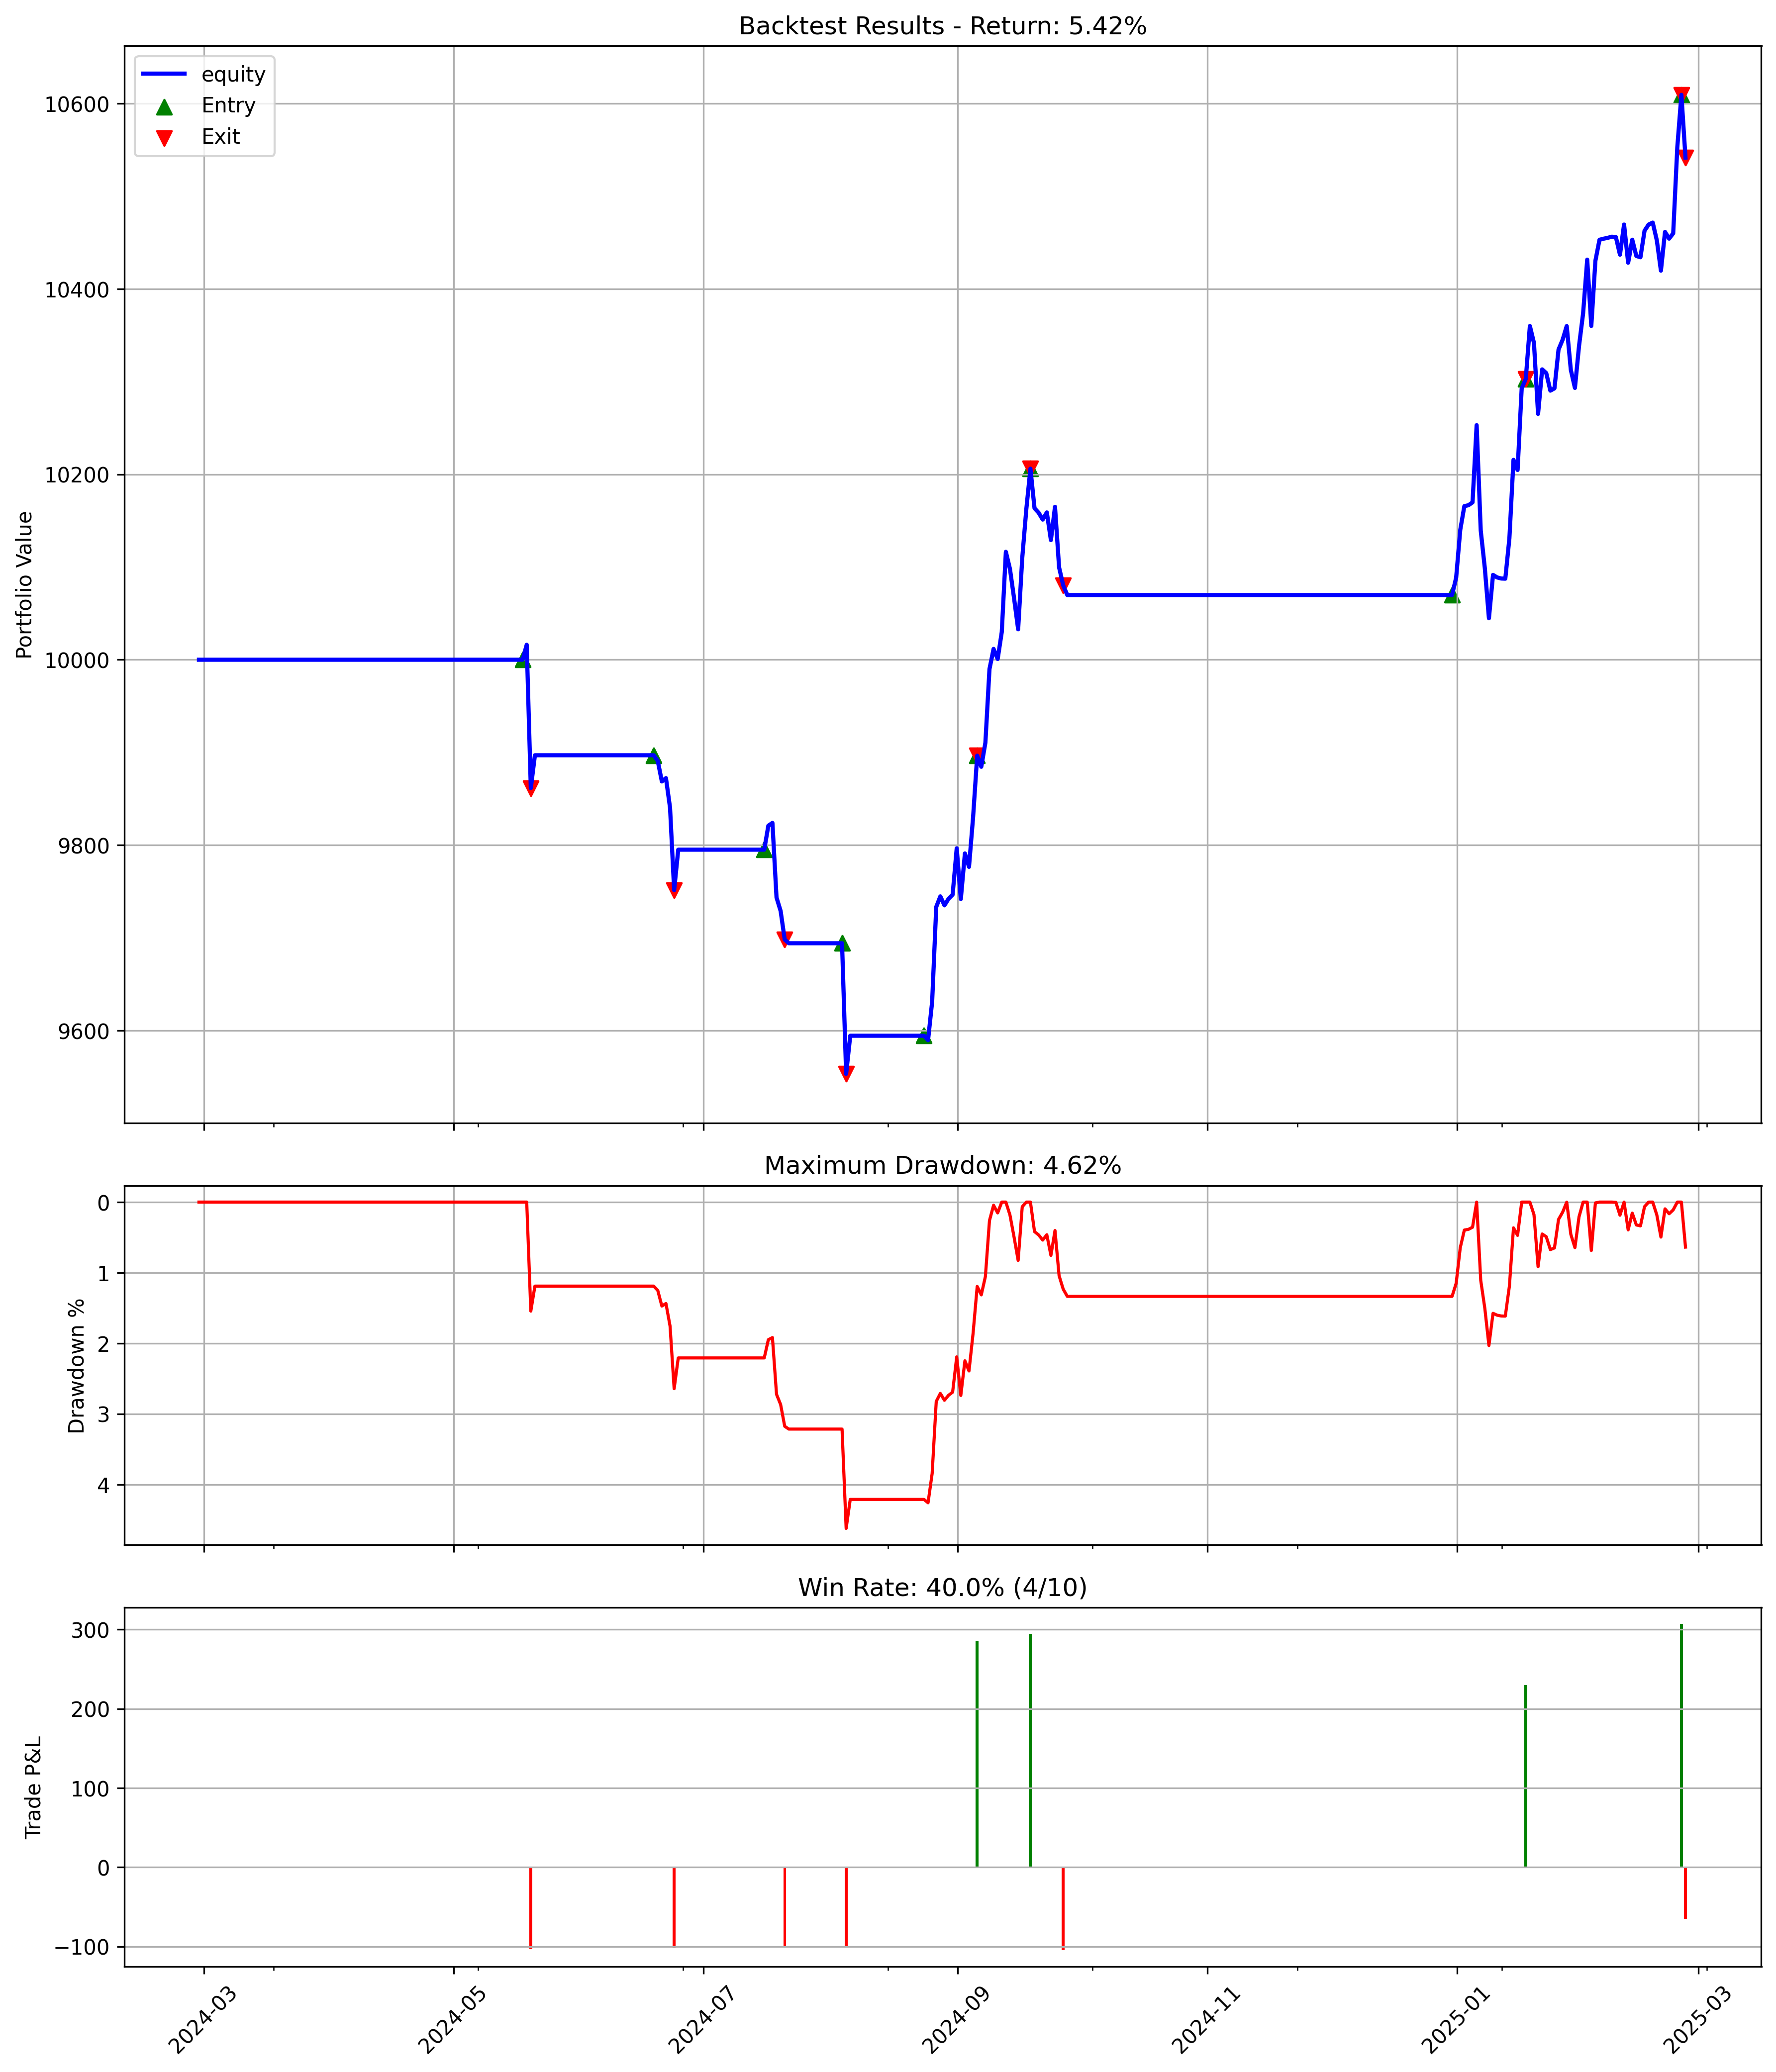 Backtest Results - Return: 5.42%
equity
Entry
Exit
Portfolio Value
10600
10400
10200
10000
9800
9600
Maximum Drawdown: 4.62%
Drawdown %
0
1
2
3
4
Win Rate: 40.0% (4/10)
Trade P&L
300
200
100
0
−100
2024-03
2024-05
2024-07
2024-09
2024-11
2025-01
2025-03